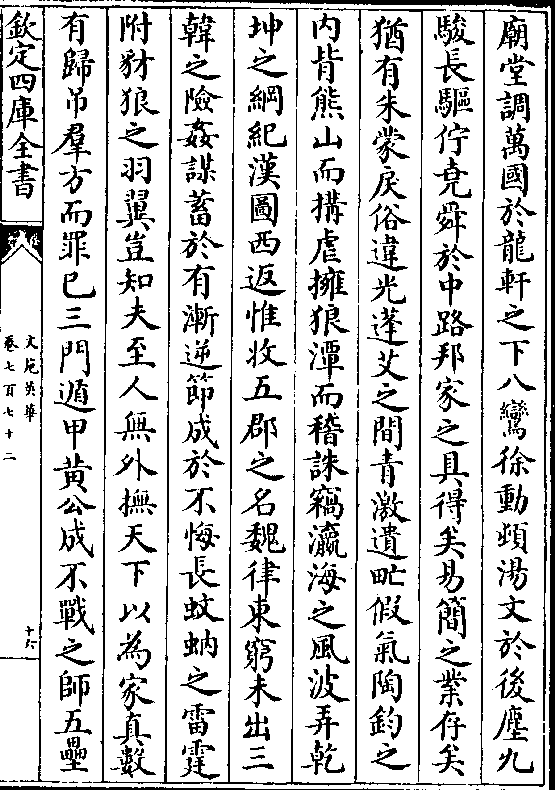 廟堂調萬國於龍軒之下八鸞徐動頓湯文於後塵九
駿長驅佇堯舜於中路邦家之具得矣易簡之業存矣
猶有朱蒙戾俗違光蓬艾之間青激遺甿假氣陶鈞之
内背熊山而搆虐擁狼潭而稽誅竊瀛海之風波弄乾
坤之綱紀漢圖西返惟收五郡之名魏律東窮未出三
韓之險姦謀蓄於有漸逆節成於不悔長蚊蚋之雷霆
附豺狼之羽翼豈知夫至人無外撫天下以為家真數
有歸弔羣方而罪已三門遁甲黄公成不戰之師五壘
欽定四庫全書
文苑英華
卷七百七十二
十六